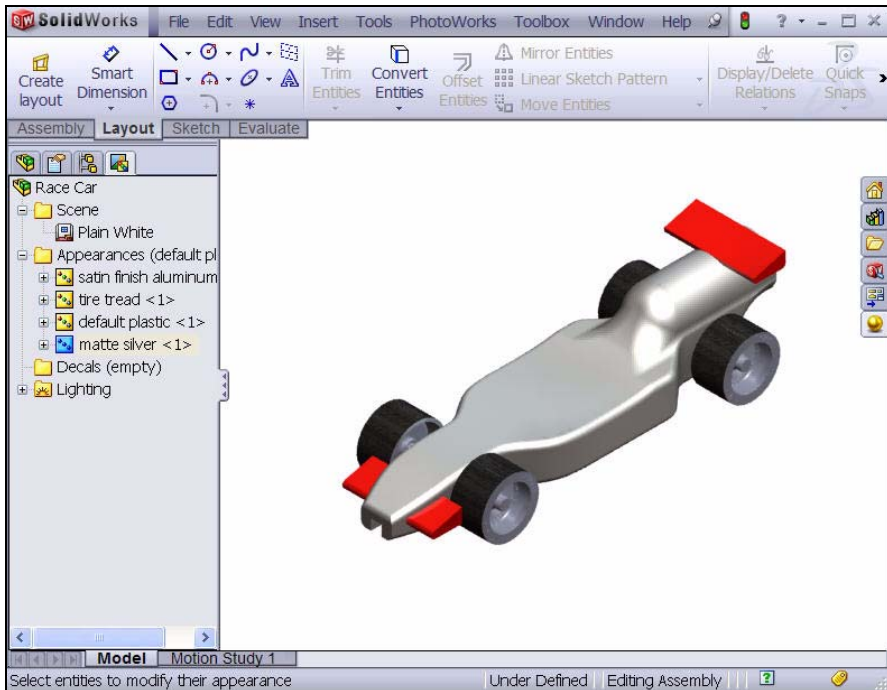 SolidWorks File Edit View Insert Tools PhotoWorks Toolbox Window Help ?
Create layout
Smart Dimension
Trim Entities
Convert Entities
Offset Entities
Mirror Entities
Linear Sketch Pattern
Move Entities
Display/Delete Relations
Quick Snaps
Assembly Layout Sketch Evaluate
Race Car
Scene
Plain White
Appearances (default pl
satin finish aluminum
tire tread <1>
default plastic <1>
matte silver <1>
Decals (empty)
Lighting
Model Motion Study 1
Select entities to modify their appearance Under Defined Editing Assembly ?